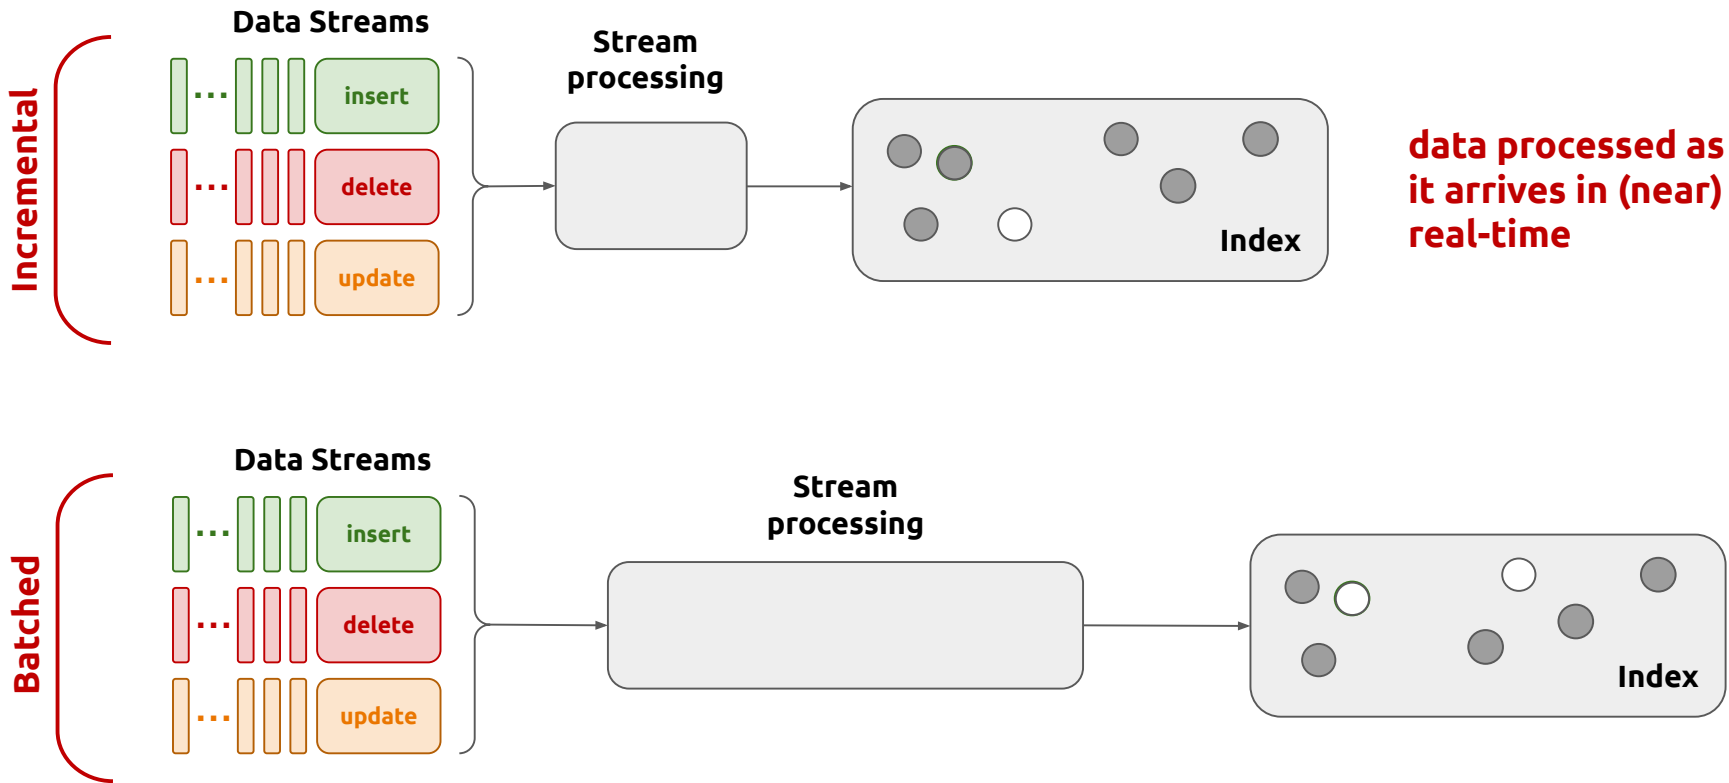 Data Streams
Stream
processing
Incremental
insert
delete
update
Index
data processed as
it arrives in (near)
real-time
Data Streams
Stream
processing
Batched
insert
delete
update
Index